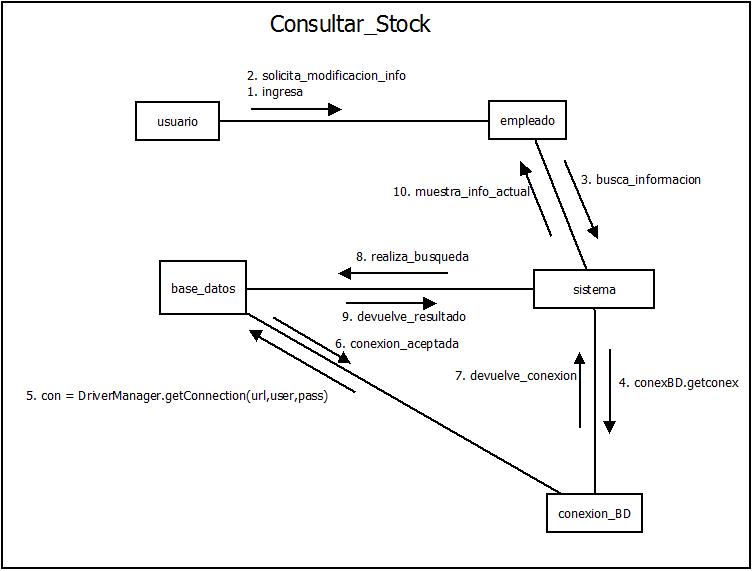 Consultar_Stock
2. solicita_modificacion_info
1. ingresa
usuario
empleado
3. busca_informacion
10. muestra_info_actual
8. realiza_busqueda
base_datos
sistema
9. devuelve_resultado
6. conexion_aceptada
7. devuelve_conexion
4. conexBD.getconex
5. con = DriverManager.getConnection(url,user,pass)
conexion_BD